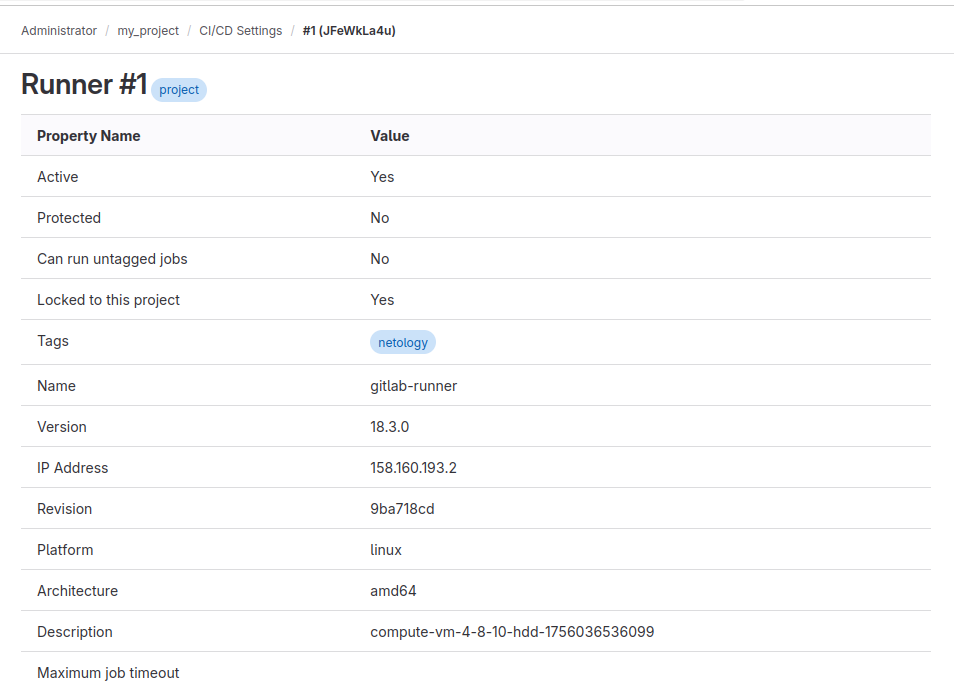 Administrator / my_project / CI/CD Settings / #1 (JFeWkLa4u)
Runner #1 project
Property Name Value
Active Yes
Protected No
Can run untagged jobs No
Locked to this project Yes
Tags netology
Name gitlab-runner
Version 18.3.0
IP Address 158.160.193.2
Revision 9ba718cd
Platform linux
Architecture amd64
Description compute-vm-4-8-10-hdd-1756036536099
Maximum job timeout